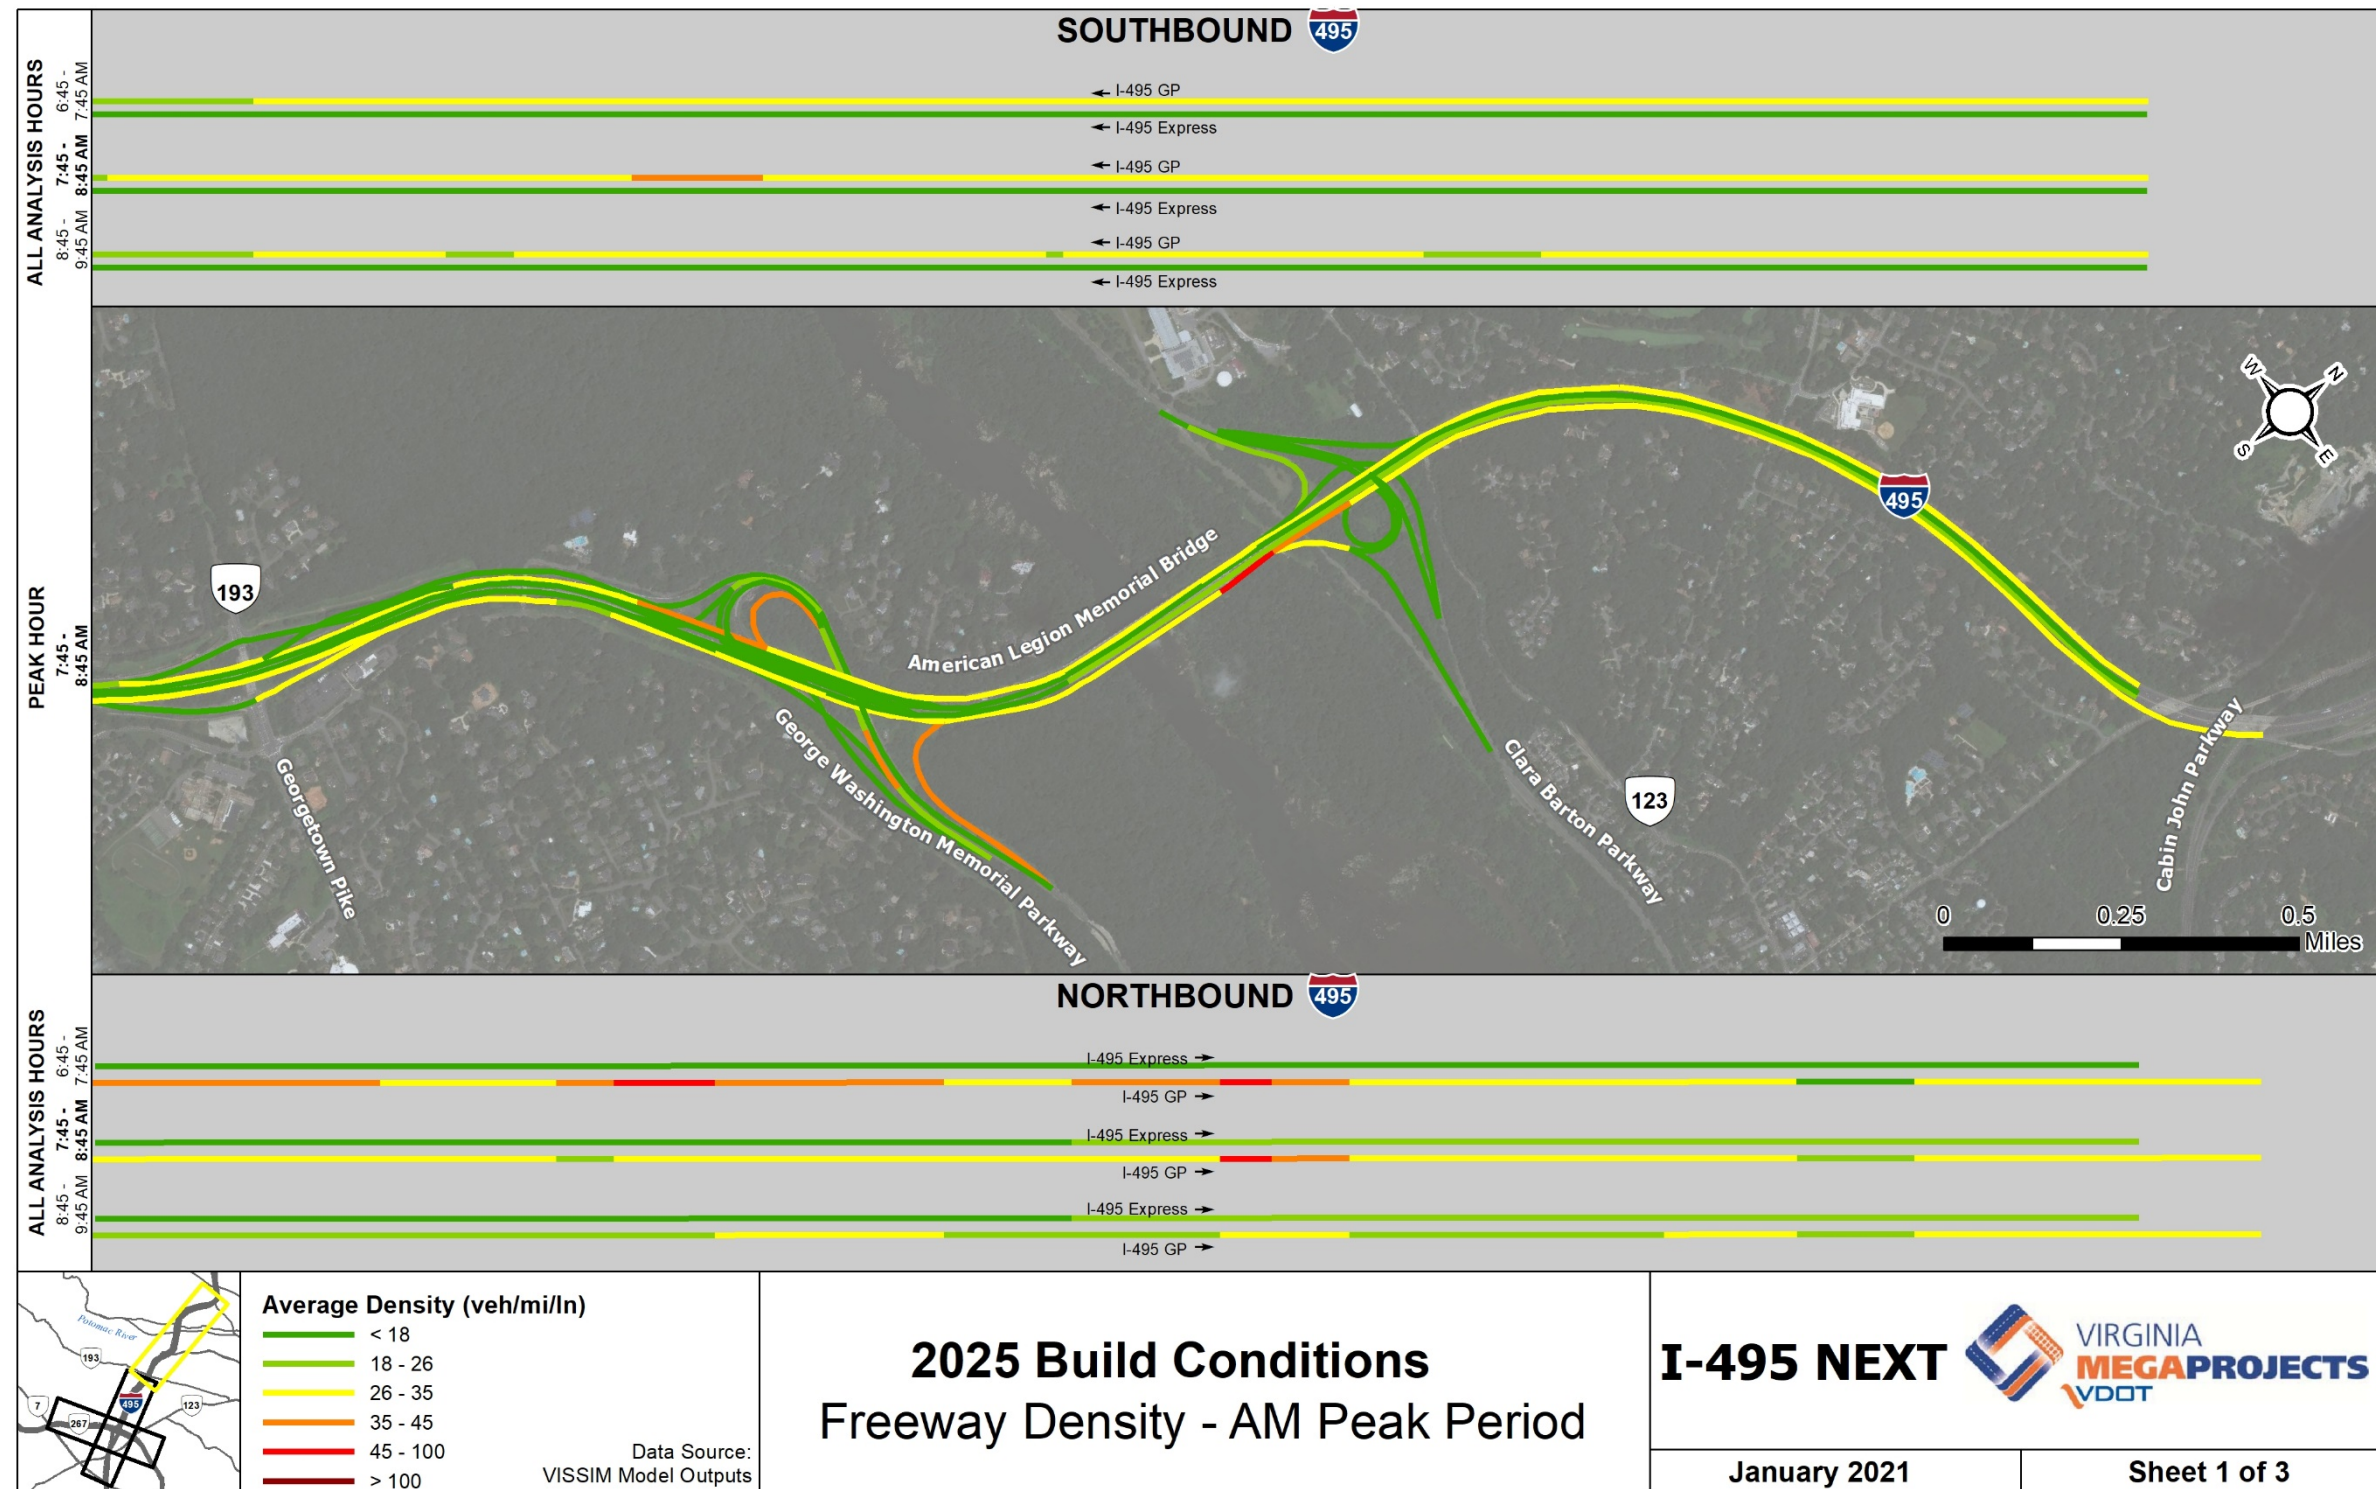 SOUTHBOUND 495
ALL ANALYSIS HOURS
6:45 -
7:45 AM
← I-495 GP
← I-495 Express
7:45 -
8:45 AM
← I-495 GP
← I-495 Express
8:45 -
9:45 AM
← I-495 GP
← I-495 Express
PEAK HOUR
7:45 -
8:45 AM
W
N
S
E
495
193
American Legion Memorial Bridge
George Washington Memorial Parkway
Georgetown Pike
Clara Barton Parkway
123
Cabin John Parkway
0 0.25 0.5
Miles
NORTHBOUND 495
ALL ANALYSIS HOURS
6:45 -
7:45 AM
I-495 Express →
I-495 GP →
7:45 -
8:45 AM
I-495 Express →
I-495 GP →
8:45 -
9:45 AM
I-495 Express →
I-495 GP →
Potomac River
193
495
7
267
123
Average Density (veh/mi/ln)
< 18
18 - 26
26 - 35
35 - 45
45 - 100
> 100
Data Source:
VISSIM Model Outputs
2025 Build Conditions
Freeway Density - AM Peak Period
I-495 NEXT
VIRGINIA
MEGAPROJECTS
VDOT
January 2021
Sheet 1 of 3